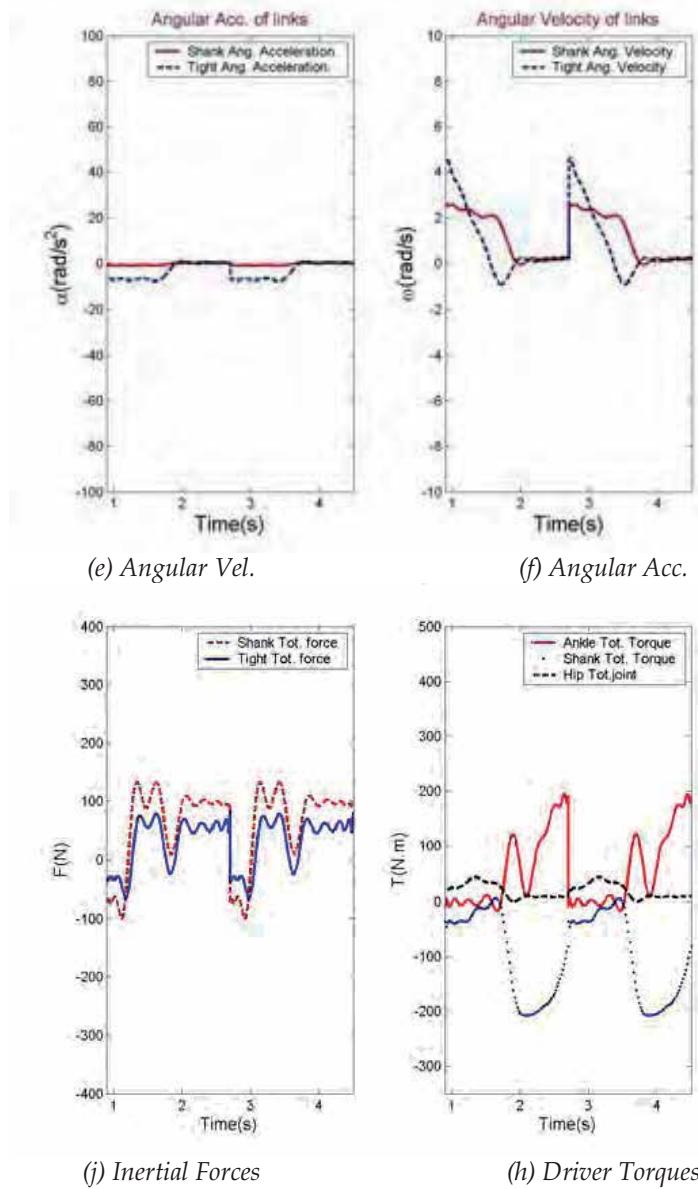 Angular Acc. of links
Shank Ang. Acceleration
Tight Ang. Acceleration
100
80
60
40
20
0
-20
-40
-60
-80
-100
α(rad/s²)
1 2 3 4
Time(s)
(e) Angular Vel.
Angular Velocity of links
Shank Ang. Velocity
Tight Ang. Velocity
10
8
6
4
2
0
-2
-4
-6
-8
-10
ω(rad/s)
1 2 3 4
Time(s)
(f) Angular Acc.
Shank Tot. force
Tight Tot. force
400
300
200
100
0
-100
-200
-300
-400
F(N)
1 2 3 4
Time(s)
(j) Inertial Forces
Ankle Tot. Torque
Shank Tot. Torque
Hip Tot.joint
500
400
300
200
100
0
-100
-200
-300
T(N.m)
1 2 3 4
Time(s)
(h) Driver Torques